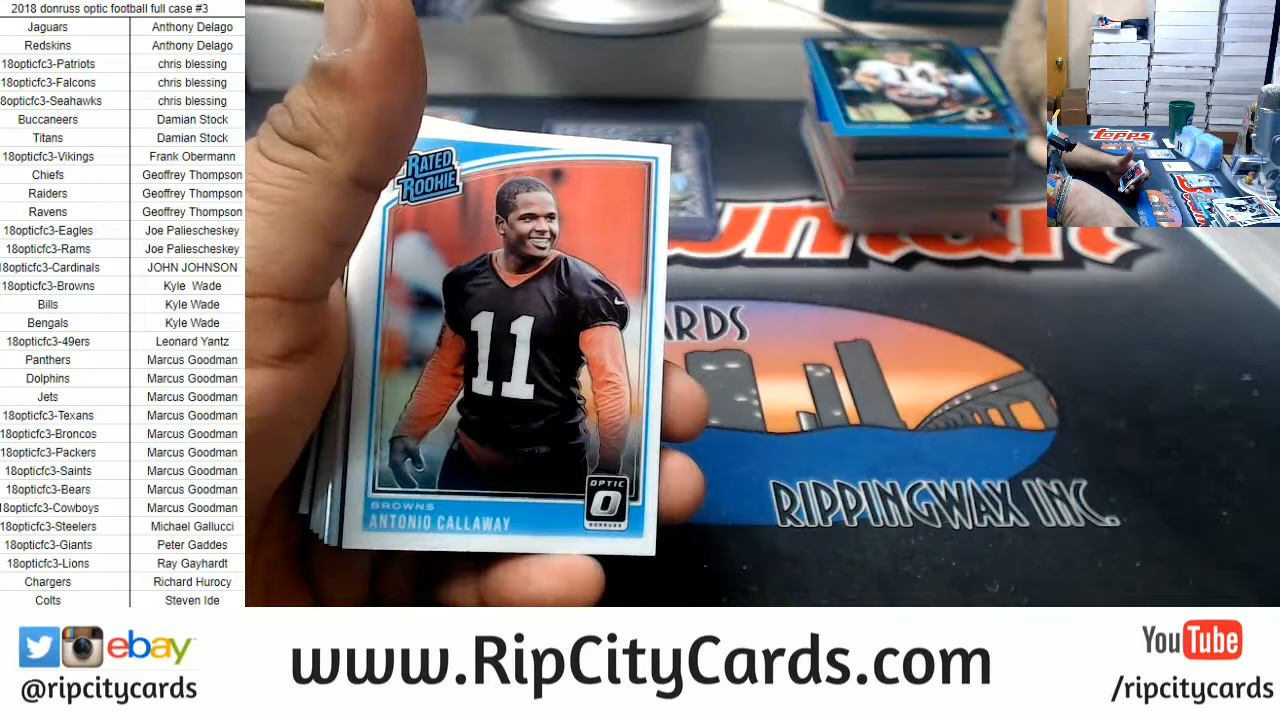 2018 donruss optic football full case #3
Jaguars Anthony Delago
Redskins Anthony Delago
18opticfc3-Patriots chris blessing
18opticfc3-Falcons chris blessing
8opticfc3-Seahawks chris blessing
Buccaneers Damian Stock
Titans Damian Stock
18opticfc3-Vikings Frank Obermann
Chiefs Geoffrey Thompson
Raiders Geoffrey Thompson
Ravens Geoffrey Thompson
18opticfc3-Eagles Joe Paliescheskey
18opticfc3-Rams Joe Paliescheskey
18opticfc3-Cardinals JOHN JOHNSON
18opticfc3-Browns Kyle Wade
Bills Kyle Wade
Bengals Kyle Wade
18opticfc3-49ers Leonard Yantz
Panthers Marcus Goodman
Dolphins Marcus Goodman
Jets Marcus Goodman
18opticfc3-Texans Marcus Goodman
18opticfc3-Broncos Marcus Goodman
18opticfc3-Packers Marcus Goodman
18opticfc3-Saints Marcus Goodman
18opticfc3-Bears Marcus Goodman
18opticfc3-Cowboys Marcus Goodman
18opticfc3-Steelers Michael Gallucci
18opticfc3-Giants Peter Gaddes
18opticfc3-Lions Ray Gayhardt
Chargers Richard Hurocy
Colts Steven Ide
RATED
ROOKIE
11
OPTIC
DONRUSS
BROWNS
ANTONIO CALLAWAY
topps
ARDS
RIPPINGWAX INC.
ebay
@ripcitycards
www.RipCityCards.com
YouTube
/ripcitycards